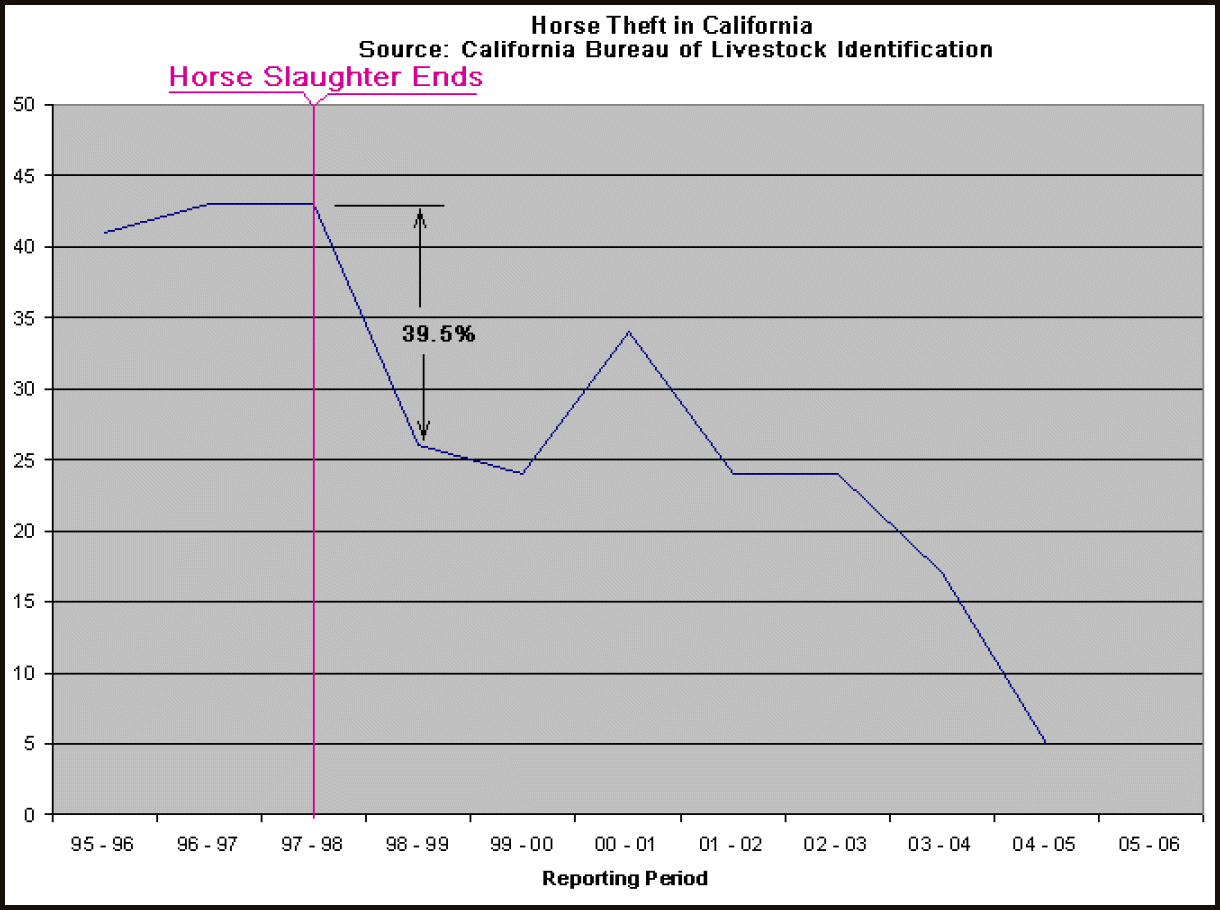 Horse Theft in California
Source: California Bureau of Livestock Identification
Horse Slaughter Ends
50
45
40
35
39.5%
30
25
20
15
10
5
0
95 - 96 96 - 97 97 - 98 98 - 99 99 - 00 00 - 01 01 - 02 02 - 03 03 - 04 04 - 05 05 - 06
Reporting Period